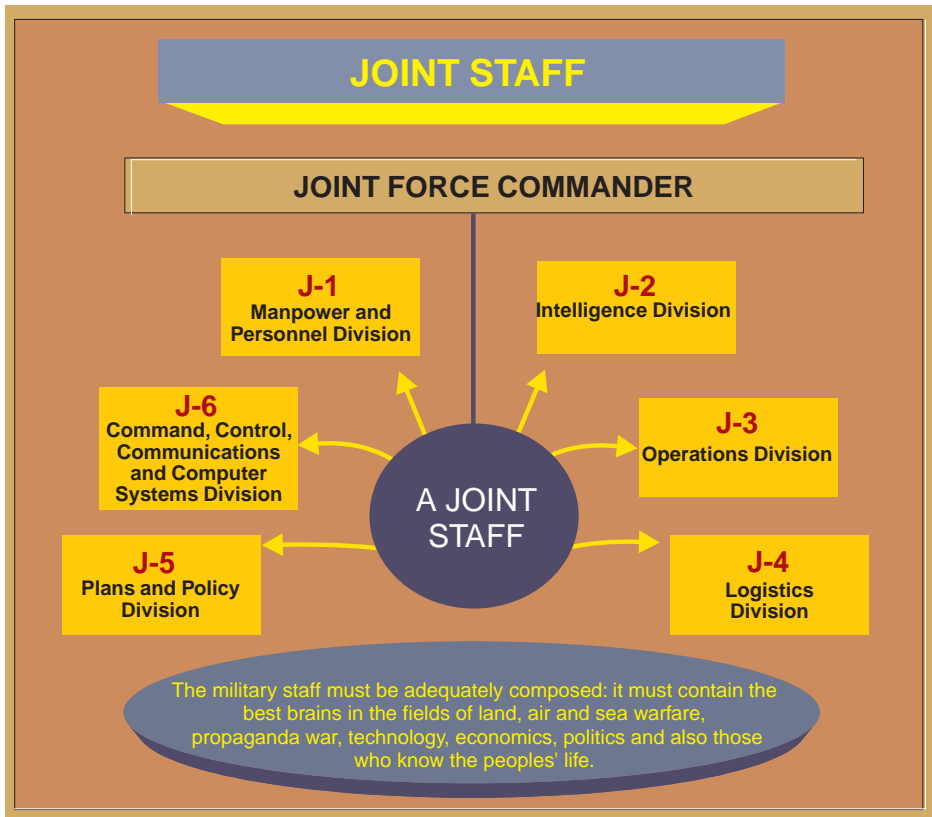 JOINT STAFF
JOINT FORCE COMMANDER
J-1
Manpower and
Personnel Division
J-2
Intelligence Division
J-6
Command, Control,
Communications
and Computer
Systems Division
J-3
Operations Division
A JOINT
STAFF
J-5
Plans and Policy
Division
J-4
Logistics
Division
The military staff must be adequately composed: it must contain the
best brains in the fields of land, air and sea warfare,
propaganda war, technology, economics, politics and also those
who know the peoples' life.